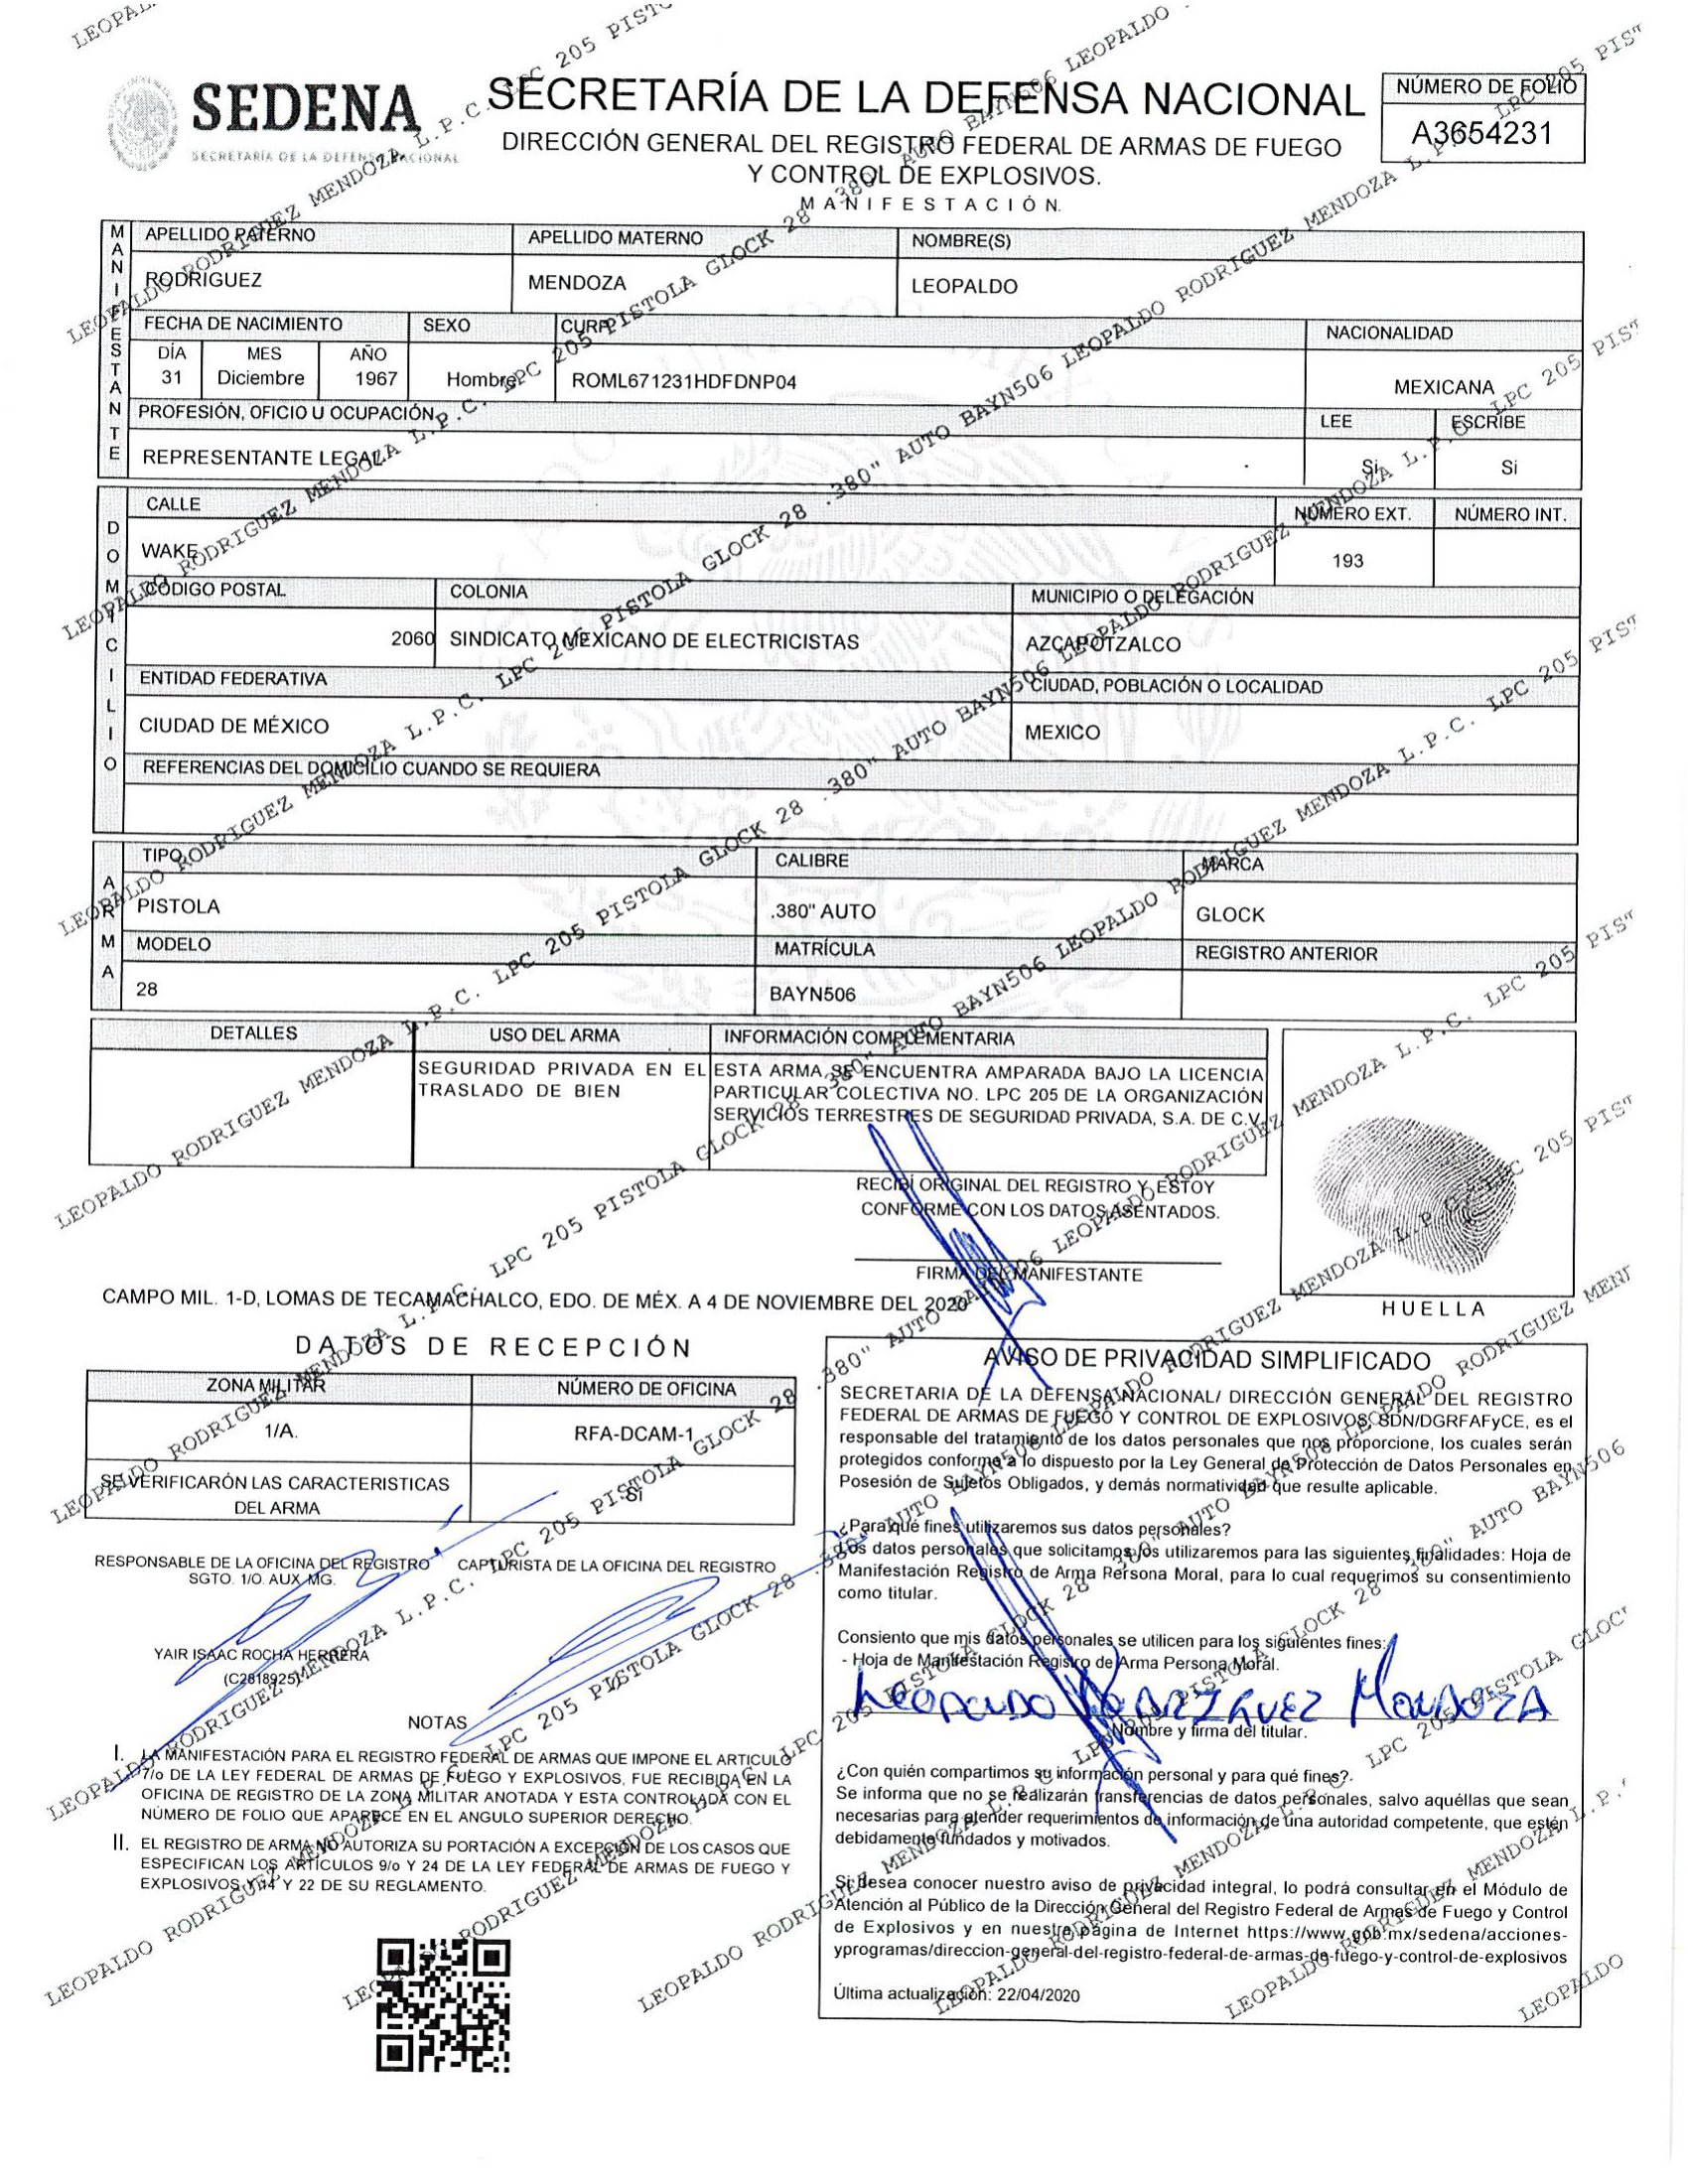 SEDENA
SECRETARÍA DE LA DEFENSA NACIONAL
SECRETARÍA DE LA DEFENSA NACIONAL
DIRECCIÓN GENERAL DEL REGISTRO FEDERAL DE ARMAS DE FUEGO
Y CONTROL DE EXPLOSIVOS.
MANIFESTACIÓN.
NÚMERO DE FOLIO
A3654231
MANIFESTANTE
APELLIDO PATERNO APELLIDO MATERNO NOMBRE(S)
RODRIGUEZ MENDOZA LEOPALDO
FECHA DE NACIMIENTO SEXO CURP NACIONALIDAD
DÍA MES AÑO
31 Diciembre 1967 Hombre ROML671231HDFDNP04 MEXICANA
PROFESIÓN, OFICIO U OCUPACIÓN LEE ESCRIBE
REPRESENTANTE LEGAL Si Si
DOMICILIO
CALLE NÚMERO EXT. NÚMERO INT.
WAKE 193
CÓDIGO POSTAL COLONIA MUNICIPIO O DELEGACIÓN
2060 SINDICATO MEXICANO DE ELECTRICISTAS AZCAPOTZALCO
ENTIDAD FEDERATIVA CIUDAD, POBLACIÓN O LOCALIDAD
CIUDAD DE MÉXICO MEXICO
REFERENCIAS DEL DOMICILIO CUANDO SE REQUIERA
ARMA
TIPO CALIBRE MARCA
PISTOLA .380" AUTO GLOCK
MODELO MATRÍCULA REGISTRO ANTERIOR
28 BAYN506
DETALLES USO DEL ARMA INFORMACIÓN COMPLEMENTARIA
SEGURIDAD PRIVADA EN EL TRASLADO DE BIEN
ESTA ARMA SE ENCUENTRA AMPARADA BAJO LA LICENCIA
PARTICULAR COLECTIVA NO. LPC 205 DE LA ORGANIZACIÓN
SERVICIOS TERRESTRES DE SEGURIDAD PRIVADA, S.A. DE C.V.
RECIBÍ ORIGINAL DEL REGISTRO Y ESTOY
CONFORME CON LOS DATOS ASENTADOS.
FIRMA DEL MANIFESTANTE
HUELLA
CAMPO MIL. 1-D, LOMAS DE TECAMACHALCO, EDO. DE MÉX. A 4 DE NOVIEMBRE DEL 2020
DATOS DE RECEPCIÓN
ZONA MILITAR NÚMERO DE OFICINA
1/A. RFA-DCAM-1
SE VERIFICARÓN LAS CARACTERISTICAS
DEL ARMA
Si
RESPONSABLE DE LA OFICINA DEL REGISTRO CAPTURISTA DE LA OFICINA DEL REGISTRO
SGTO. 1/O. AUX. MG.
YAIR ISAAC ROCHA HERRERA
(C2818925)
NOTAS
I. LA MANIFESTACIÓN PARA EL REGISTRO FEDERAL DE ARMAS QUE IMPONE EL ARTICULO
7/o DE LA LEY FEDERAL DE ARMAS DE FUEGO Y EXPLOSIVOS, FUE RECIBIDA EN LA
OFICINA DE REGISTRO DE LA ZONA MILITAR ANOTADA Y ESTA CONTROLADA CON EL
NÚMERO DE FOLIO QUE APARECE EN EL ANGULO SUPERIOR DERECHO.
II. EL REGISTRO DE ARMA NO AUTORIZA SU PORTACIÓN A EXCEPCIÓN DE LOS CASOS QUE
ESPECIFICAN LOS ARTÍCULOS 9/o Y 24 DE LA LEY FEDERAL DE ARMAS DE FUEGO Y
EXPLOSIVOS Y 14 Y 22 DE SU REGLAMENTO.
AVISO DE PRIVACIDAD SIMPLIFICADO
SECRETARIA DE LA DEFENSA NACIONAL/ DIRECCIÓN GENERAL DEL REGISTRO
FEDERAL DE ARMAS DE FUEGO Y CONTROL DE EXPLOSIVOS SDN/DGRFAFyCE, es el
responsable del tratamiento de los datos personales que nos proporcione, los cuales serán
protegidos conforme a lo dispuesto por la Ley General de Protección de Datos Personales en
Posesión de Sujetos Obligados, y demás normatividad que resulte aplicable.
¿Para qué fines utilizaremos sus datos personales?
Los datos personales que solicitamos los utilizaremos para las siguientes finalidades: Hoja de
Manifestación Registro de Arma Persona Moral, para lo cual requerimos su consentimiento
como titular.
Consiento que mis datos personales se utilicen para los siguientes fines:
- Hoja de Manifestación Registro de Arma Persona Moral.
LEOPALDO RODRIGUEZ MENDOZA
Nombre y firma del titular.
¿Con quién compartimos su información personal y para qué fines?.
Se informa que no se realizarán transferencias de datos personales, salvo aquéllas que sean
necesarias para atender requerimientos de información de una autoridad competente, que estén
debidamente fundados y motivados.
Si desea conocer nuestro aviso de privacidad integral, lo podrá consultar en el Módulo de
Atención al Público de la Dirección General del Registro Federal de Armas de Fuego y Control
de Explosivos y en nuestra página de Internet https://www.gob.mx/sedena/acciones-
yprogramas/direccion-general-del-registro-federal-de-armas-de-fuego-y-control-de-explosivos
Última actualización: 22/04/2020
LEOPALDO RODRIGUEZ MENDOZA L.P.C. LPC 205 PISTOLA GLOCK 28 .380" AUTO BAYN506